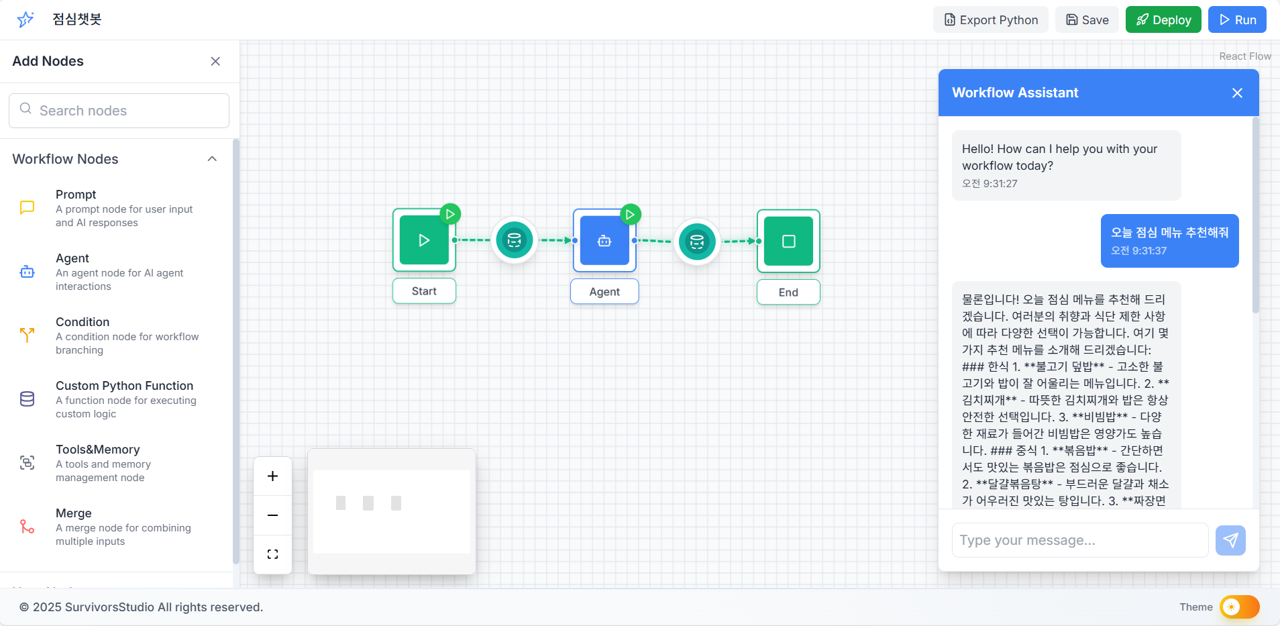 점심챗봇
Export Python
Save
Deploy
Run
Add Nodes
Search nodes
Workflow Nodes
Prompt
A prompt node for user input
and AI responses
Agent
An agent node for AI agent
interactions
Condition
A condition node for workflow
branching
Custom Python Function
A function node for executing
custom logic
Tools&Memory
A tools and memory
management node
Merge
A merge node for combining
multiple inputs
Start
Agent
End
React Flow
Workflow Assistant
Hello! How can I help you with your
workflow today?
오전 9:31:27
오늘 점심 메뉴 추천해줘
오전 9:31:37
물론입니다! 오늘 점심 메뉴를 추천해 드리
겠습니다. 여러분의 취향과 식단 제한 사항
에 따라 다양한 선택이 가능합니다. 여기 몇
가지 추천 메뉴를 소개해 드리겠습니다:
### 한식 1. **불고기 덮밥** - 고소한 불
고기와 밥이 잘 어울리는 메뉴입니다. 2. **
김치찌개** - 따뜻한 김치찌개와 밥은 항상
안전한 선택입니다. 3. **비빔밥** - 다양
한 재료가 들어간 비빔밥은 영양가도 높습
니다. ### 중식 1. **볶음밥** - 간단하면
서도 맛있는 볶음밥은 점심으로 좋습니다.
2. **달걀볶음탕** - 부드러운 달걀과 채소
가 어우러진 맛있는 탕입니다. 3. **짜장면
Type your message...
© 2025 SurvivorsStudio All rights reserved.
Theme